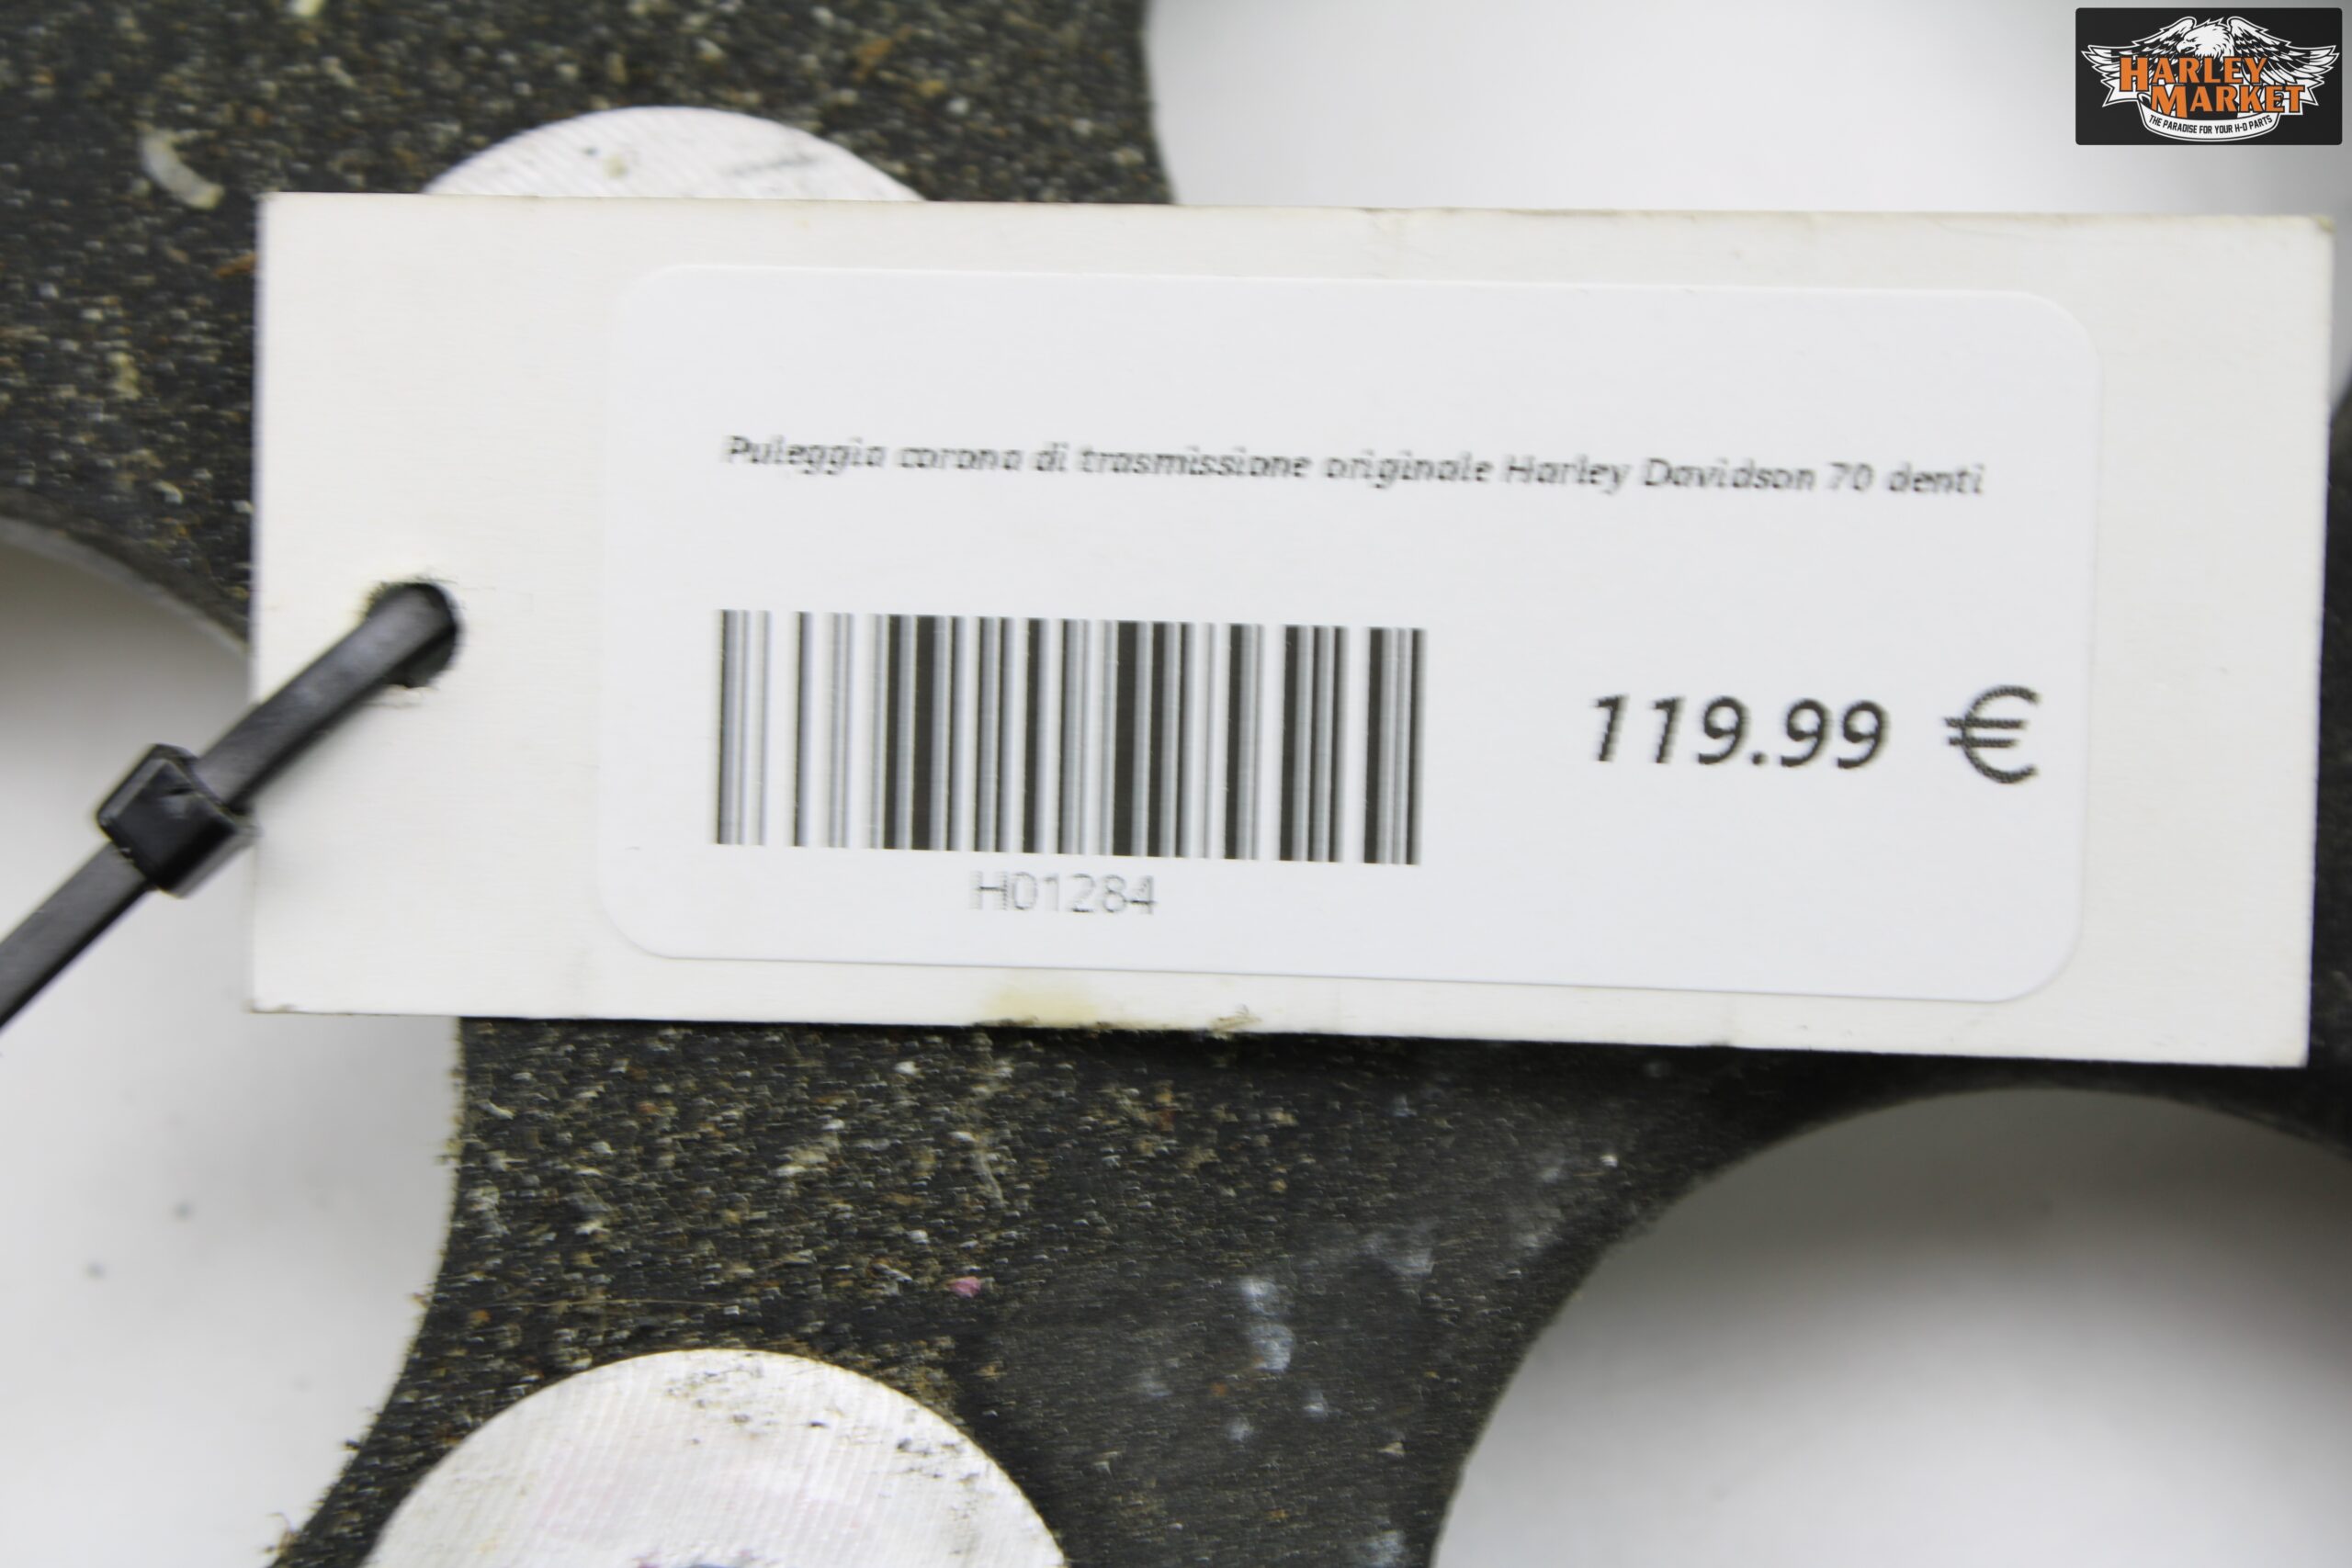 HARLEY
MARKET
THE PARADISE FOR YOUR H-D PARTS
Puleggia corona di trasmissione originale Harley Davidson 70 denti
119.99 €
H01284